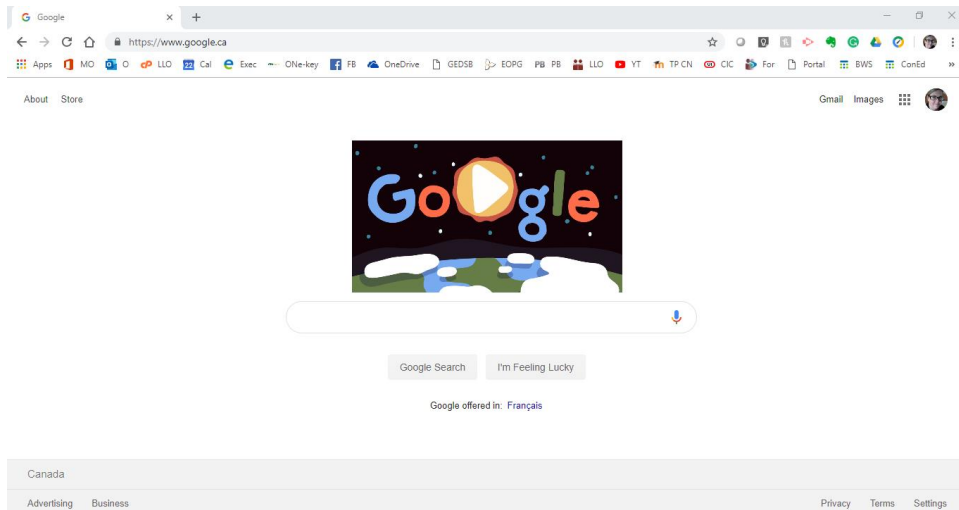 Google
https://www.google.ca
Apps MO O LLO 22 Cal Exec ONe-key FB OneDrive GEDSB EOPG PB PB LLO YT TP CN CIC For Portal BWS ConEd »
About Store Gmail Images
Google
Google Search I'm Feeling Lucky
Google offered in: Français
Canada
Advertising Business Privacy Terms Settings